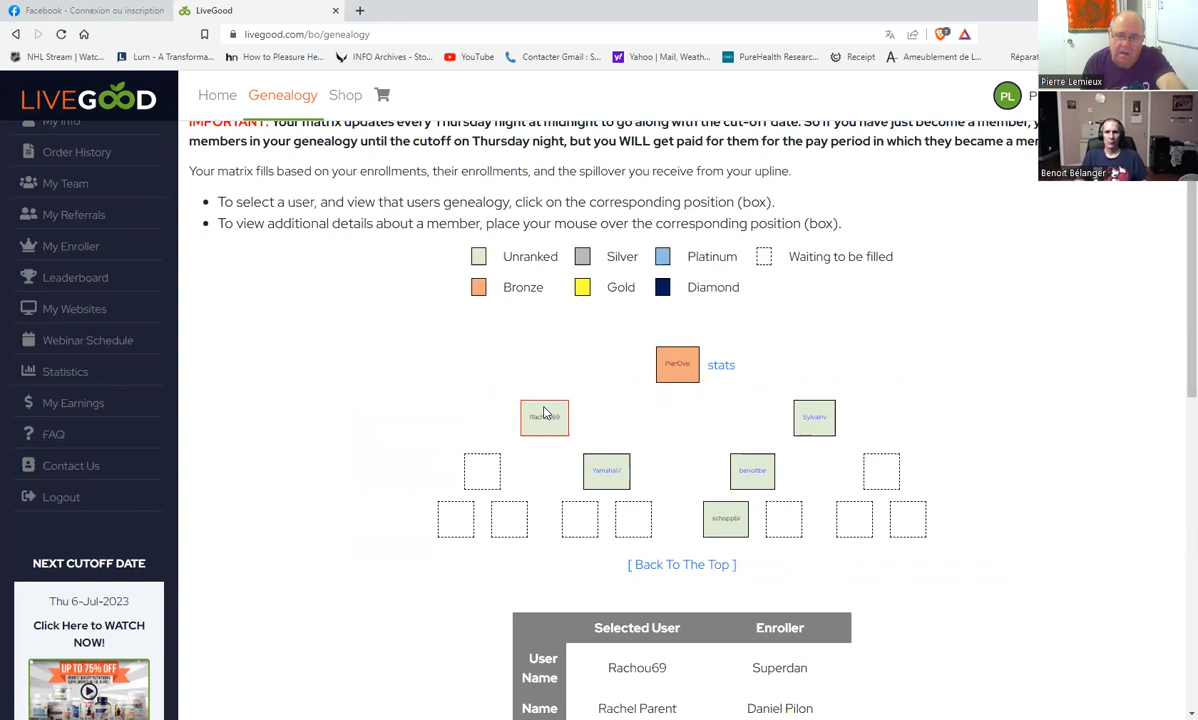 Facebook - Connexion ou inscription
LiveGood
livegood.com/bo/genealogy
NHL Stream | Watc...
Lurn - A Transforma...
How to Pleasure He...
INFO Archives - Sto...
YouTube
Contacter Gmail : S...
Yahoo | Mail, Weath...
PureHealth Researc...
Receipt
Ameublement de L...
Répara
Pierre Lemieux
Benoit Bélanger
LIVEGOOD
Home
Genealogy
Shop
PL
P
My Info
Order History
My Team
My Referrals
My Enroller
Leaderboard
My Websites
Webinar Schedule
Statistics
My Earnings
FAQ
Contact Us
Logout
NEXT CUTOFF DATE
Thu 6-Jul-2023
Click Here to WATCH
NOW!
UP TO 75% OFF
IMPORTANT: Your matrix updates every Thursday night at midnight to go along with the cut-off date. So if you have just become a member, y
members in your genealogy until the cutoff on Thursday night, but you WILL get paid for them for the pay period in which they became a mer
Your matrix fills based on your enrollments, their enrollments, and the spillover you receive from your upline.
• To select a user, and view that users genealogy, click on the corresponding position (box).
• To view additional details about a member, place your mouse over the corresponding position (box).
Unranked
Silver
Platinum
Waiting to be filled
Bronze
Gold
Diamond
stats
Sylvainv
benoitbe
schoppbi
[ Back To The Top ]
Selected User
Enroller
User
Name
Rachou69
Superdan
Name
Rachel Parent
Daniel Pilon